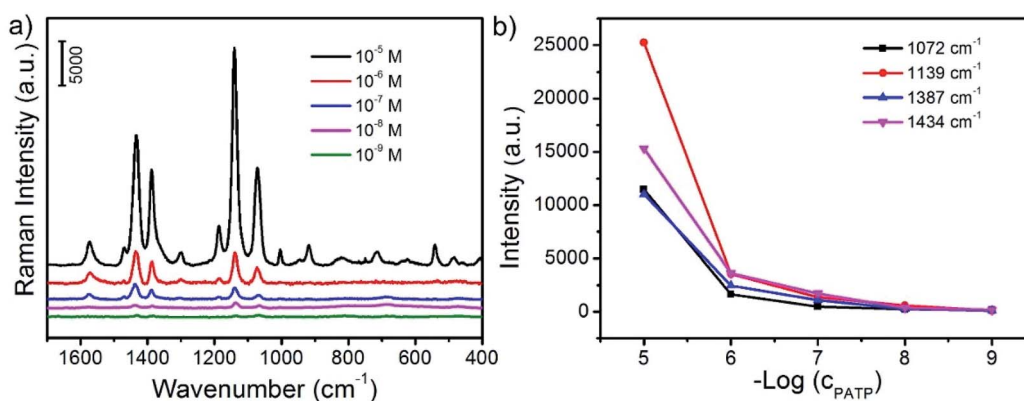 a)
5000
10⁻⁵ M
10⁻⁶ M
10⁻⁷ M
10⁻⁸ M
10⁻⁹ M
Raman Intensity (a.u.)
1600 1400 1200 1000 800 600 400
Wavenumber (cm⁻¹)
b)
1072 cm⁻¹
1139 cm⁻¹
1387 cm⁻¹
1434 cm⁻¹
Intensity (a.u.)
25000
20000
15000
10000
5000
0
5 6 7 8 9
-Log (c_PATP)